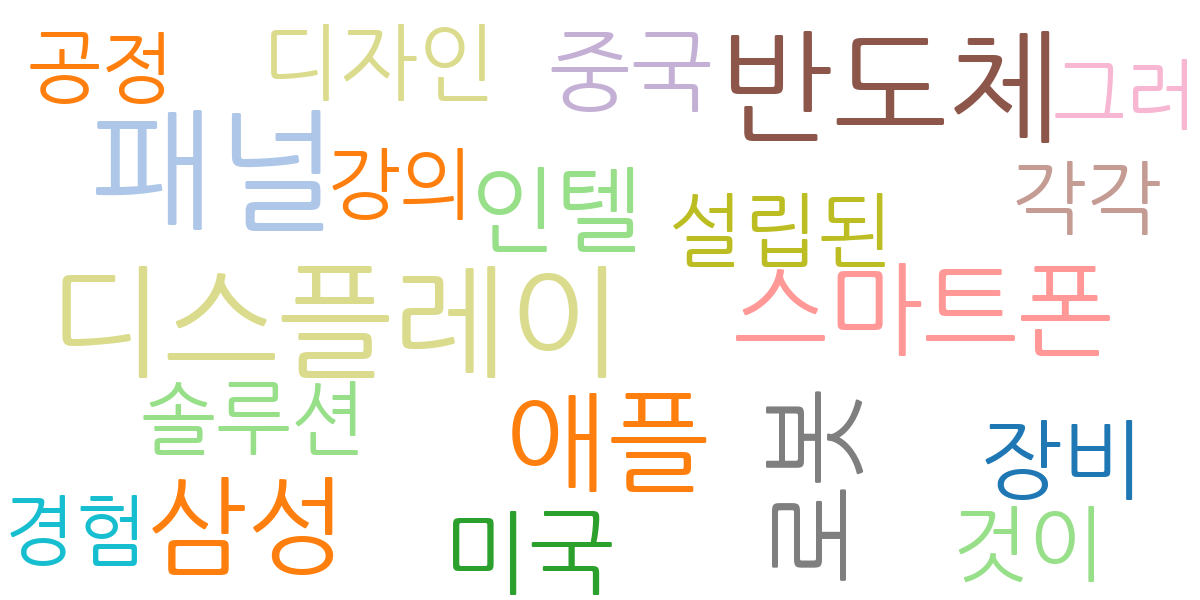 공정
디자인
중국
반도체
그러
패널
강의
인텔
설립된
각각
디스플레이
스마트폰
솔루션
애플
로봇
장비
경험
삼성
미국
것이